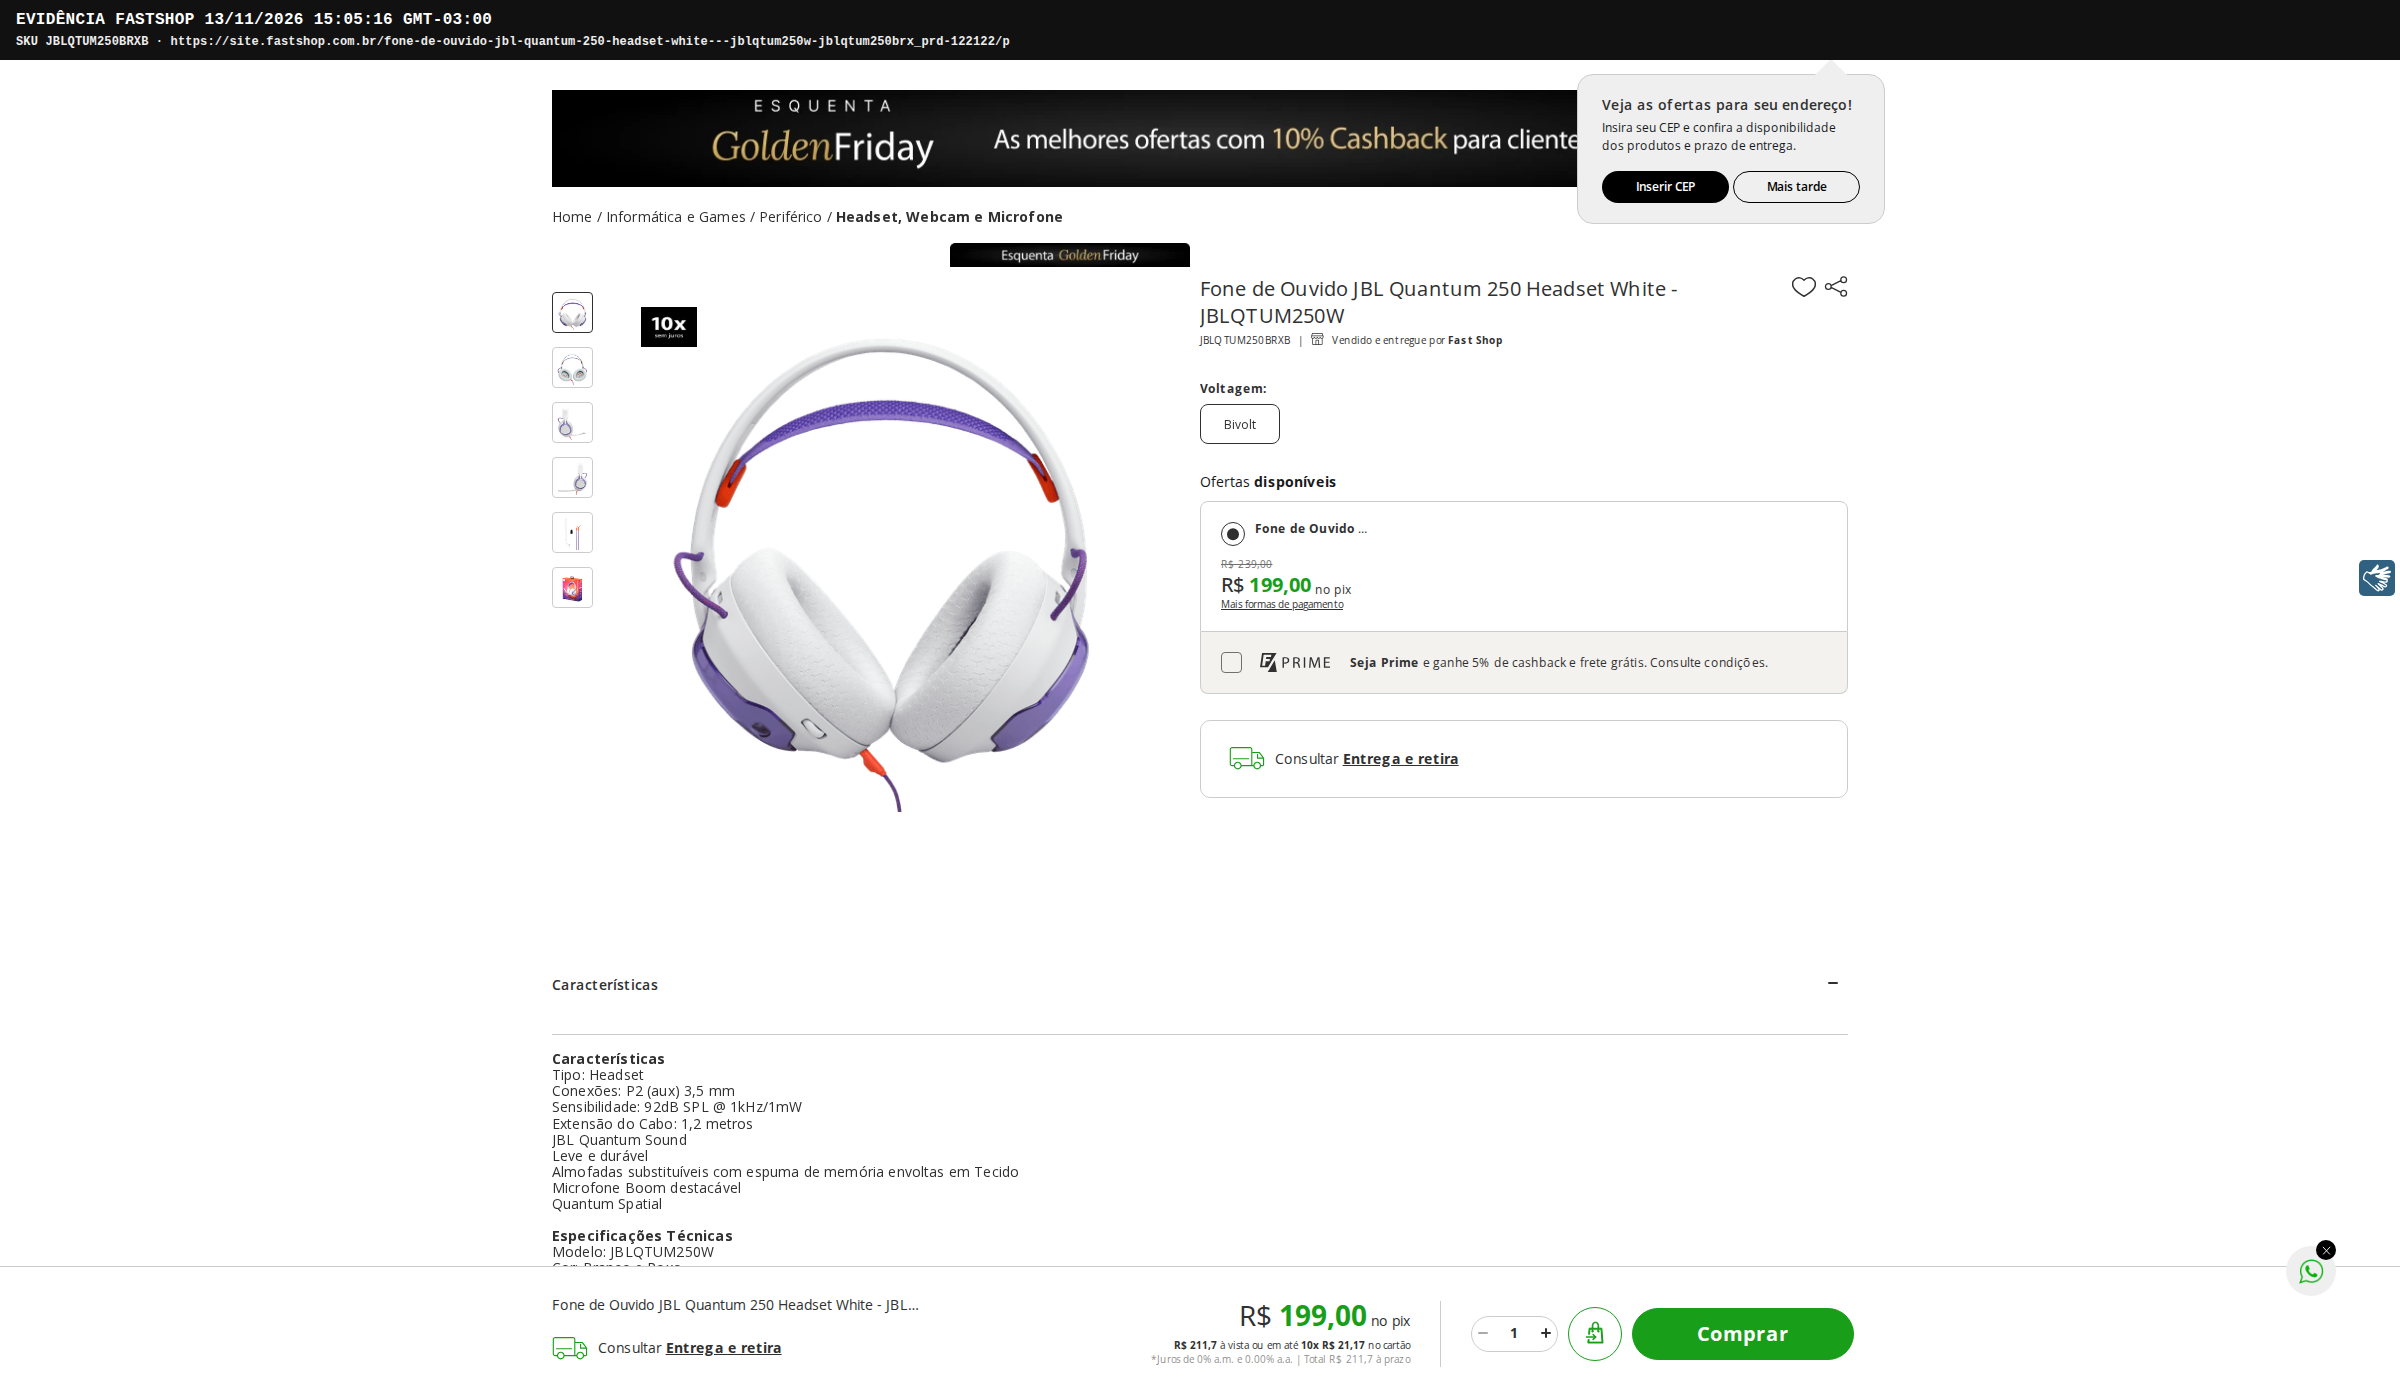 EVIDÊNCIA FASTSHOP 13/11/2026 15:05:16 GMT-03:00
SKU JBLQTUM250BRXB · https://site.fastshop.com.br/fone-de-ouvido-jbl-quantum-250-headset-white---jblqtum250w-jblqtum250brx_prd-122122/p
ESQUENTA
GoldenFriday
As melhores ofertas com 10% Cashback para cliente
Veja as ofertas para seu endereço!
Insira seu CEP e confira a disponibilidade
dos produtos e prazo de entrega.
Inserir CEP
Mais tarde
Home / Informática e Games / Periférico / Headset, Webcam e Microfone
Esquenta GoldenFriday
10x
sem juros
Fone de Ouvido JBL Quantum 250 Headset White -
JBLQTUM250W
JBLQTUM250BRXB | Vendido e entregue por Fast Shop
Voltagem:
Bivolt
Ofertas disponíveis
Fone de Ouvido ...
R$ 239,00
R$ 199,00 no pix
Mais formas de pagamento
PRIME
Seja Prime e ganhe 5% de cashback e frete grátis. Consulte condições.
Consultar Entrega e retira
Características
Características
Tipo: Headset
Conexões: P2 (aux) 3,5 mm
Sensibilidade: 92dB SPL @ 1kHz/1mW
Extensão do Cabo: 1,2 metros
JBL Quantum Sound
Leve e durável
Almofadas substituíveis com espuma de memória envoltas em Tecido
Microfone Boom destacável
Quantum Spatial
Especificações Técnicas
Modelo: JBLQTUM250W
Fone de Ouvido JBL Quantum 250 Headset White - JBL...
Consultar Entrega e retira
R$ 199,00 no pix
R$ 211,7 à vista ou em até 10x R$ 21,17 no cartão
*Juros de 0% a.m. e 0.00% a.a. | Total R$ 211,7 à prazo
1
Comprar